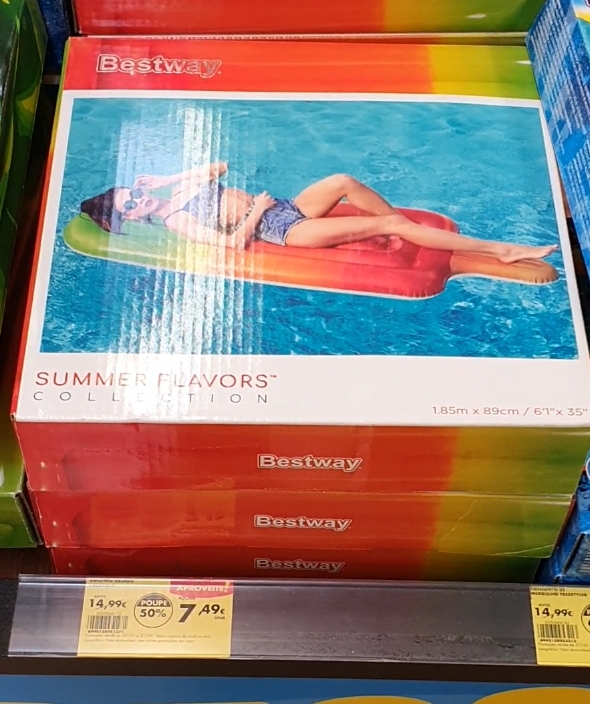 Bestway
SUMMER FLAVORS™
COLLECTION
1.85m x 89cm / 6'1" x 35"
Bestway
Bestway
Bestway
APROVEITE!
14,99€
POUPE
50%
7,49€
14,99€